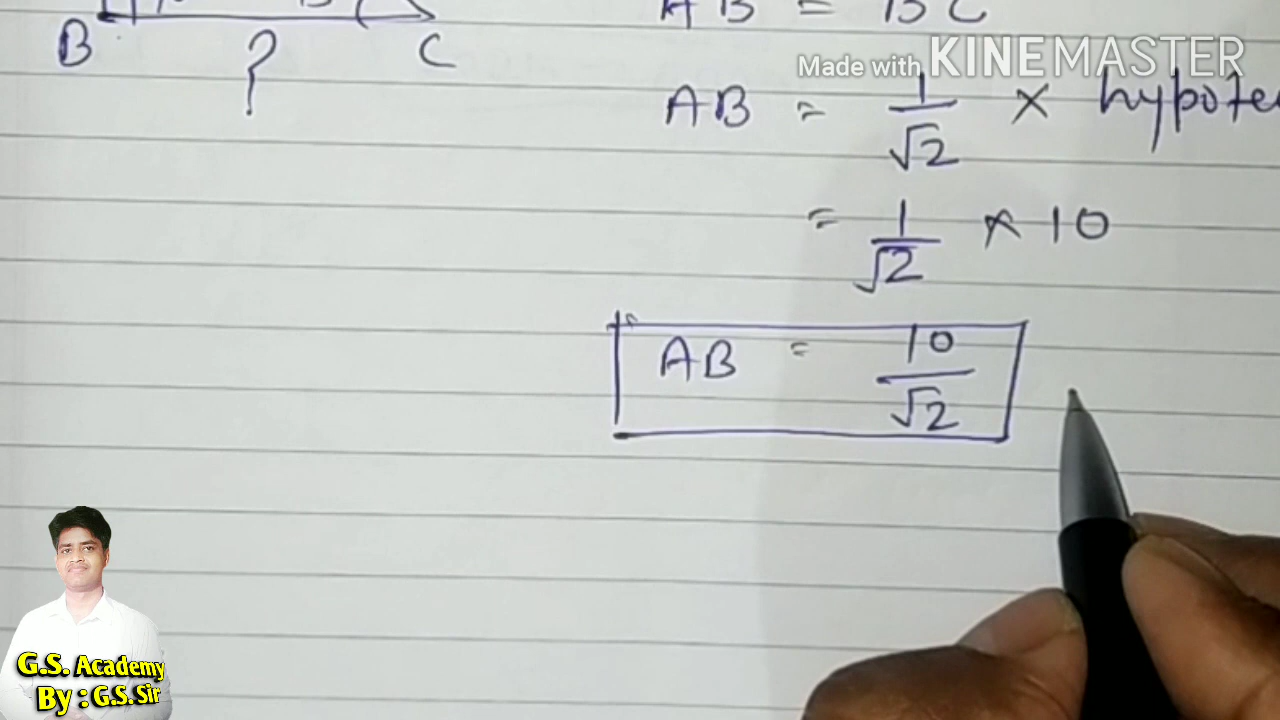 AB = BC
B ? C
Made with KINEMASTER
AB = 1/√2 × hypote
= 1/√2 × 10
AB = 10/√2
G.S. Academy
By : G.S. Sir